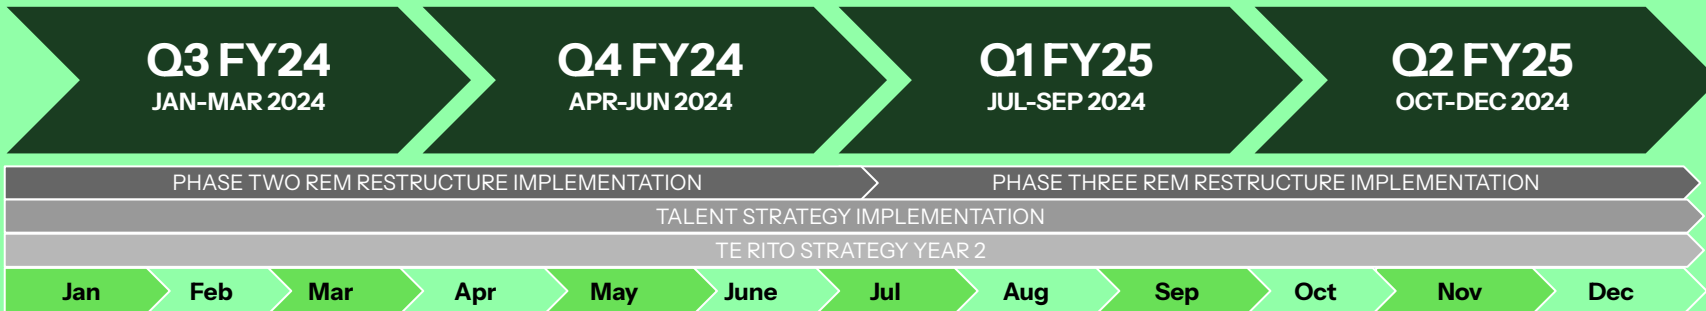 Q3 FY24
JAN-MAR 2024
Q4 FY24
APR-JUN 2024
Q1 FY25
JUL-SEP 2024
Q2 FY25
OCT-DEC 2024
PHASE TWO REM RESTRUCTURE IMPLEMENTATION
PHASE THREE REM RESTRUCTURE IMPLEMENTATION
TALENT STRATEGY IMPLEMENTATION
TE RITO STRATEGY YEAR 2
Jan
Feb
Mar
Apr
May
June
Jul
Aug
Sep
Oct
Nov
Dec